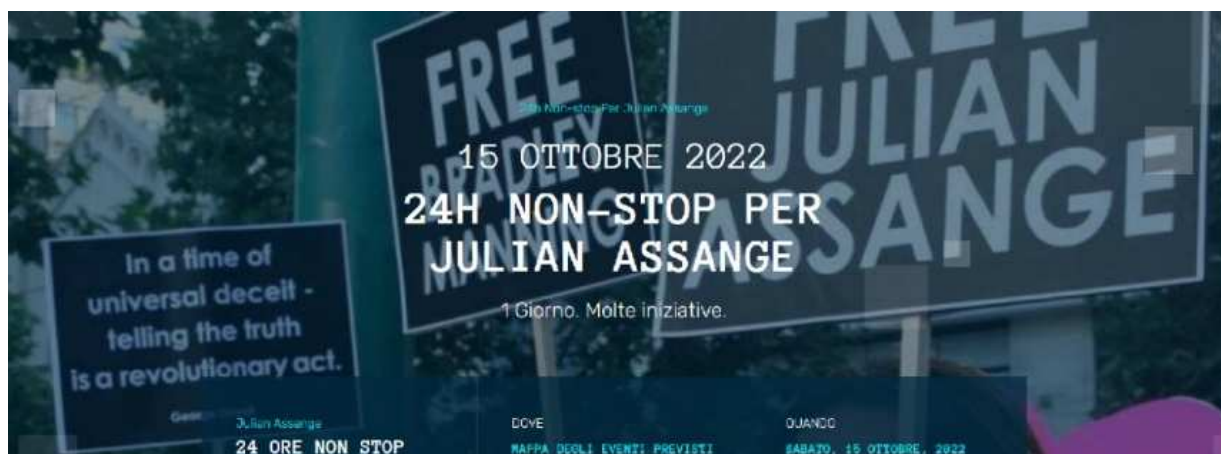 24h Non-stop Per Julian Assange
15 OTTOBRE 2022
24H NON-STOP PER
JULIAN ASSANGE
1 Giorno. Molte iniziative.
FREE
BRADLEY
MANNING
FREE
JULIAN
ASSANGE
In a time of
universal deceit -
telling the truth
is a revolutionary act.
Julian Assange
24 ORE NON STOP
DOVE
MAPPA DEGLI EVENTI PREVISTI
QUANDO
SABATO, 15 OTTOBRE, 2022